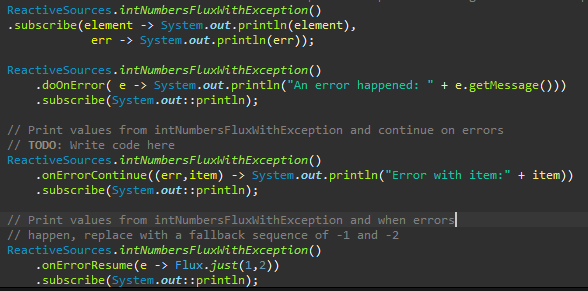 ReactiveSources.intNumbersFluxWithException()
.subscribe(element -> System.out.println(element),
err -> System.out.println(err));
ReactiveSources.intNumbersFluxWithException()
.doOnError( e -> System.out.println("An error happened: " + e.getMessage()))
.subscribe(System.out::println);
// Print values from intNumbersFluxWithException and continue on errors
// TODO: Write code here
ReactiveSources.intNumbersFluxWithException()
.onErrorContinue((err,item) -> System.out.println("Error with item:" + item))
.subscribe(System.out::println);
// Print values from intNumbersFluxWithException and when errors
// happen, replace with a fallback sequence of -1 and -2
ReactiveSources.intNumbersFluxWithException()
.onErrorResume(e -> Flux.just(1,2))
.subscribe(System.out::println);